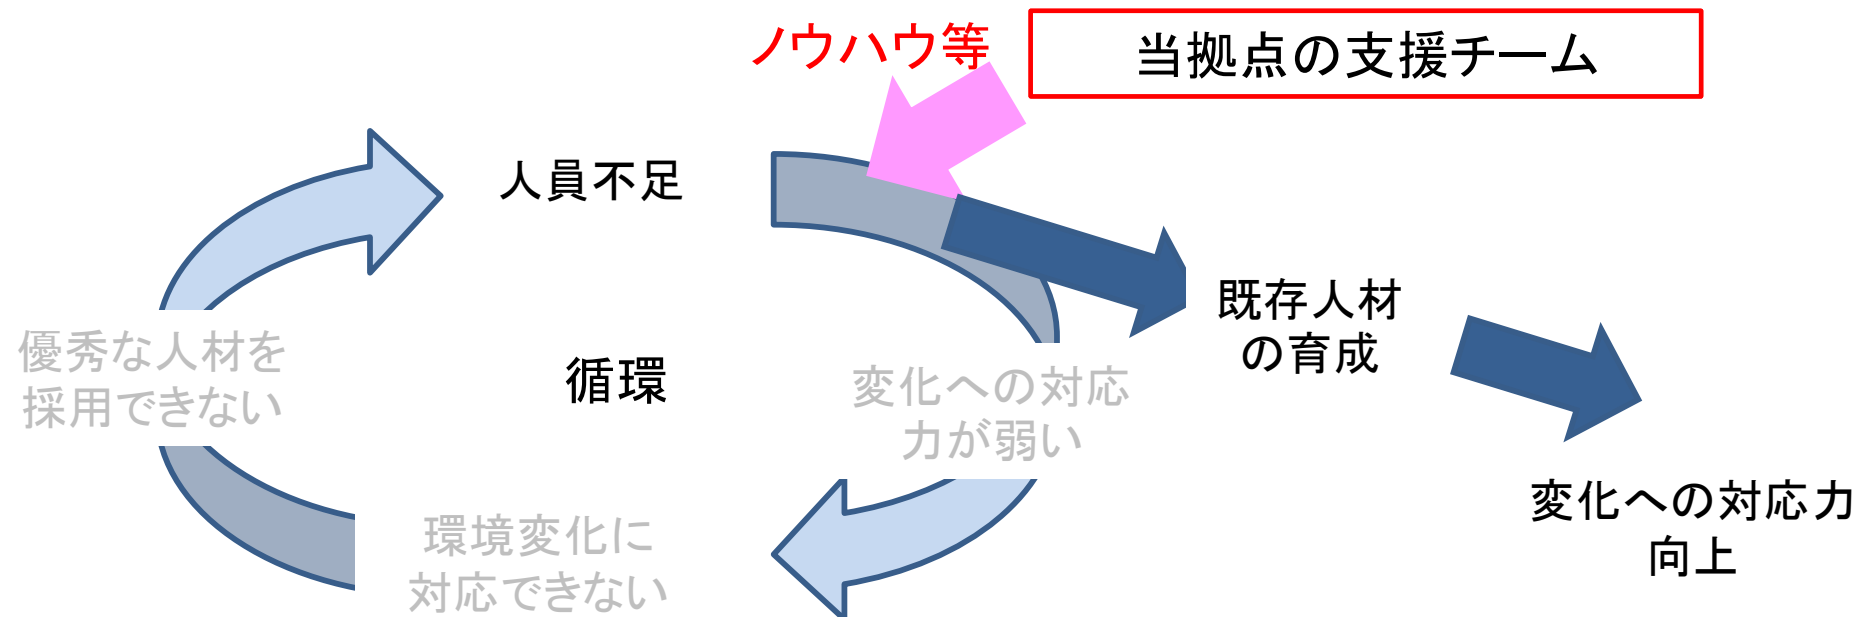 ノウハウ等
当拠点の支援チーム
人員不足
既存人材
の育成
優秀な人材を
採用できない
循環
変化への対応
力が弱い
変化への対応力
向上
環境変化に
対応できない